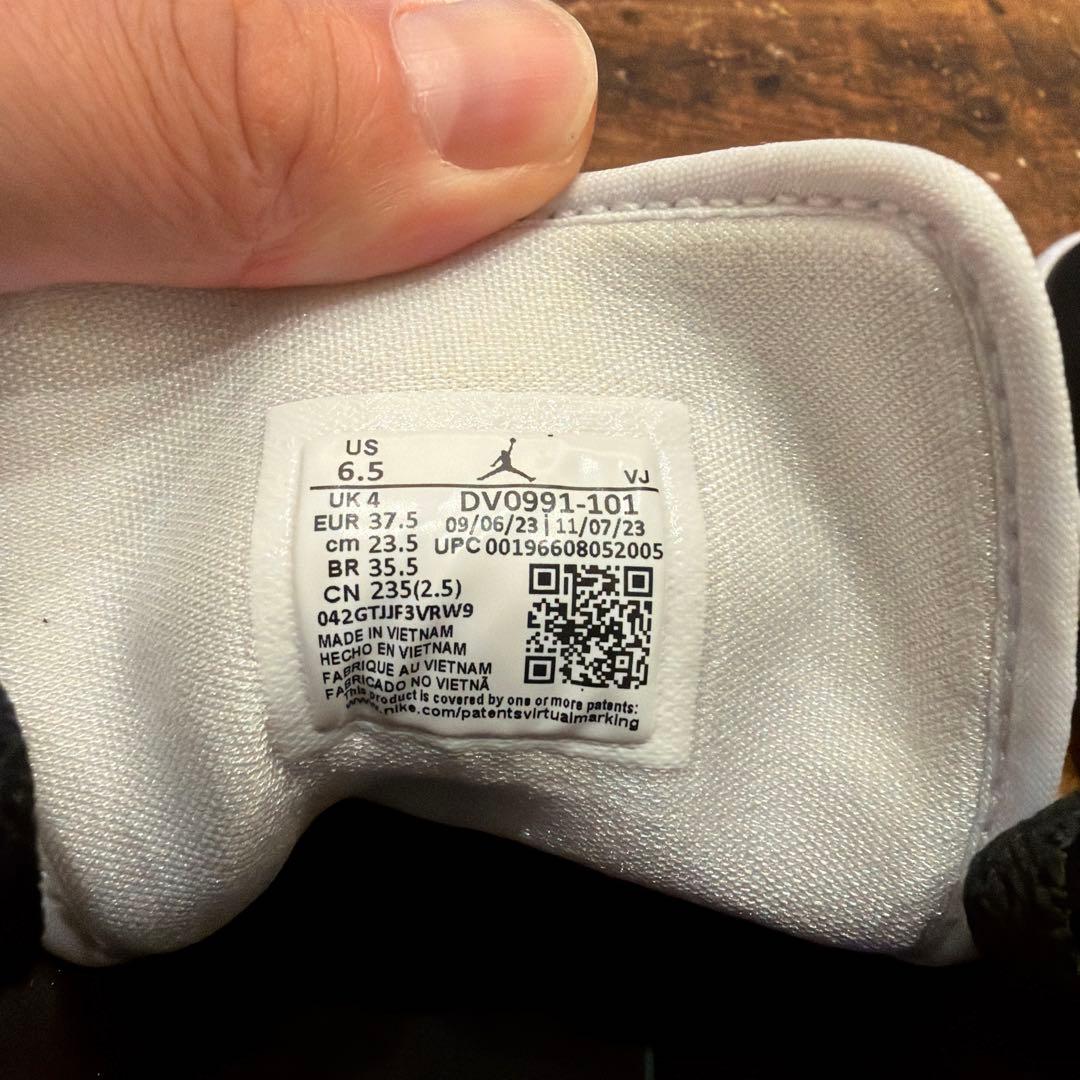 US
6.5
VJ
UK 4
DV0991-101
EUR 37.5
09/06/23 | 11/07/23
cm 23.5
UPC 00196608052005
BR 35.5
CN 235(2.5)
042GTJJF3VRW9
MADE IN VIETNAM
HECHO EN VIETNAM
FABRIQUE AU VIETNAM
FABRICADO NO VIETNÃ
This product is covered by one or more patents:
www.nike.com/patentsvirtualmarking